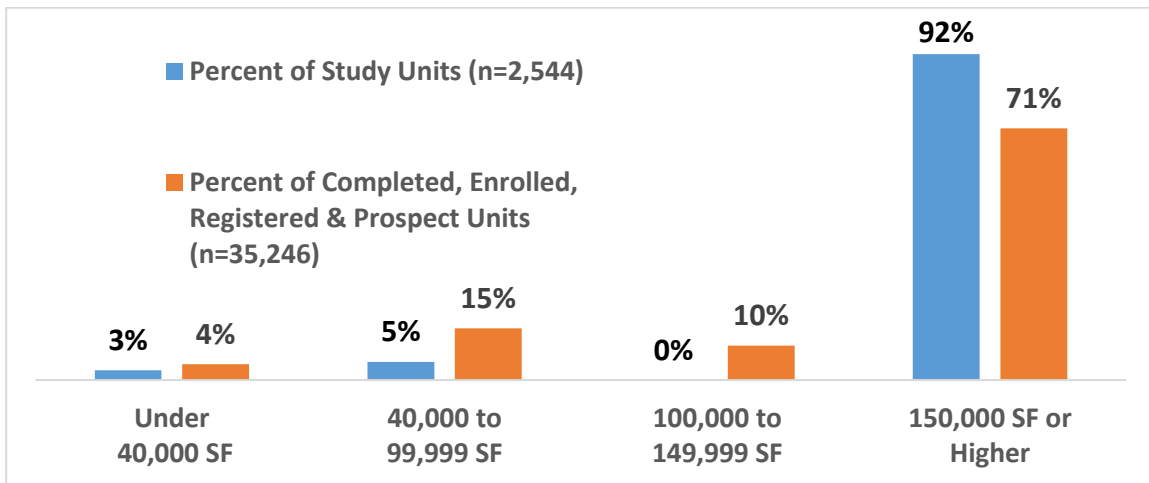 92%
Percent of Study Units (n=2,544)
71%
Percent of Completed, Enrolled,
Registered & Prospect Units
(n=35,246)
3%
4%
5%
15%
0%
10%
Under
40,000 SF
40,000 to
99,999 SF
100,000 to
149,999 SF
150,000 SF or
Higher